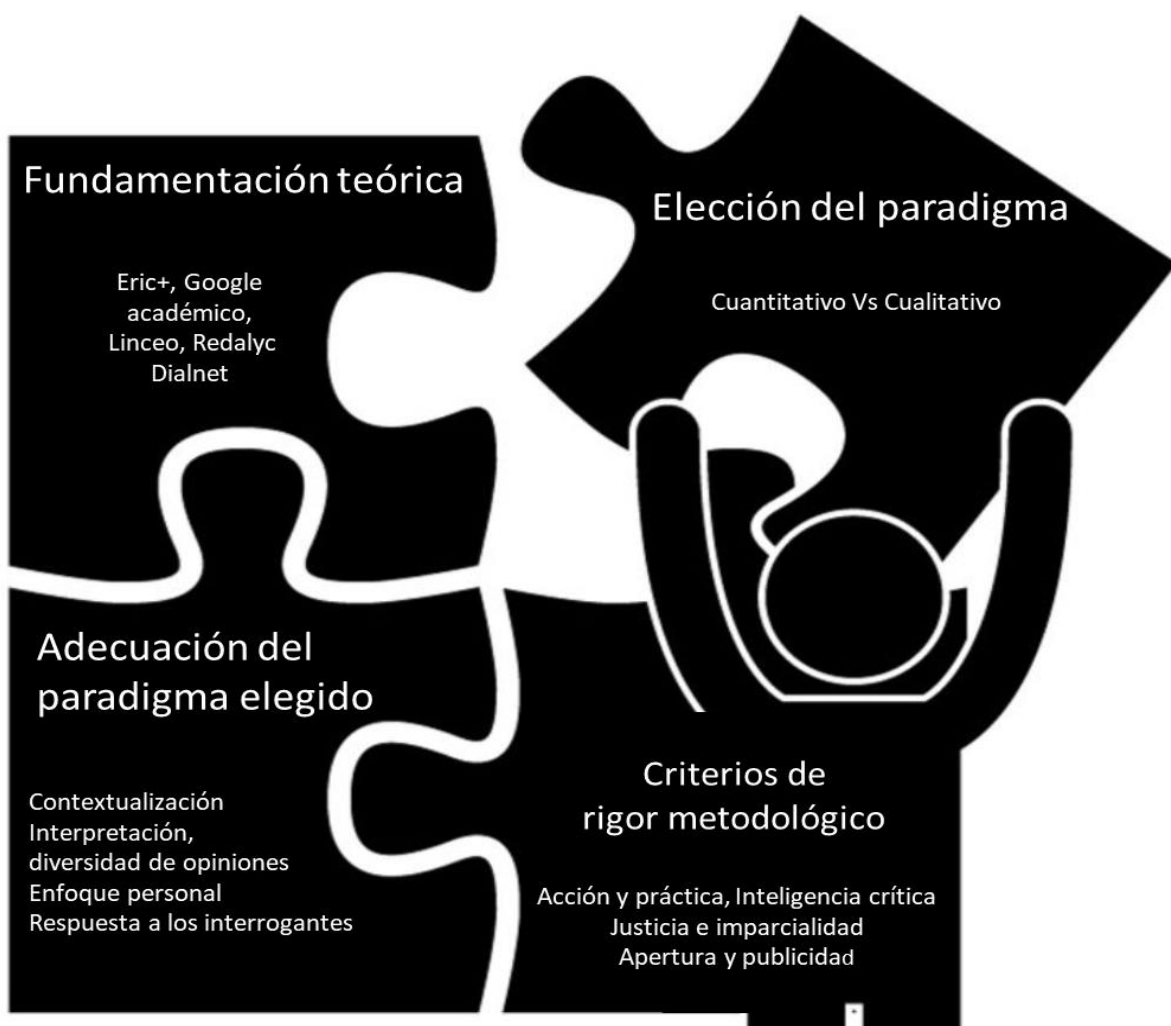 Fundamentación teórica
Eric+, Google
académico,
Linceo, Redalyc
Dialnet
Elección del paradigma
Cuantitativo Vs Cualitativo
Adecuación del
paradigma elegido
Contextualización
Interpretación,
diversidad de opiniones
Enfoque personal
Respuesta a los interrogantes
Criterios de
rigor metodológico
Acción y práctica, Inteligencia crítica
Justicia e imparcialidad
Apertura y publicidad